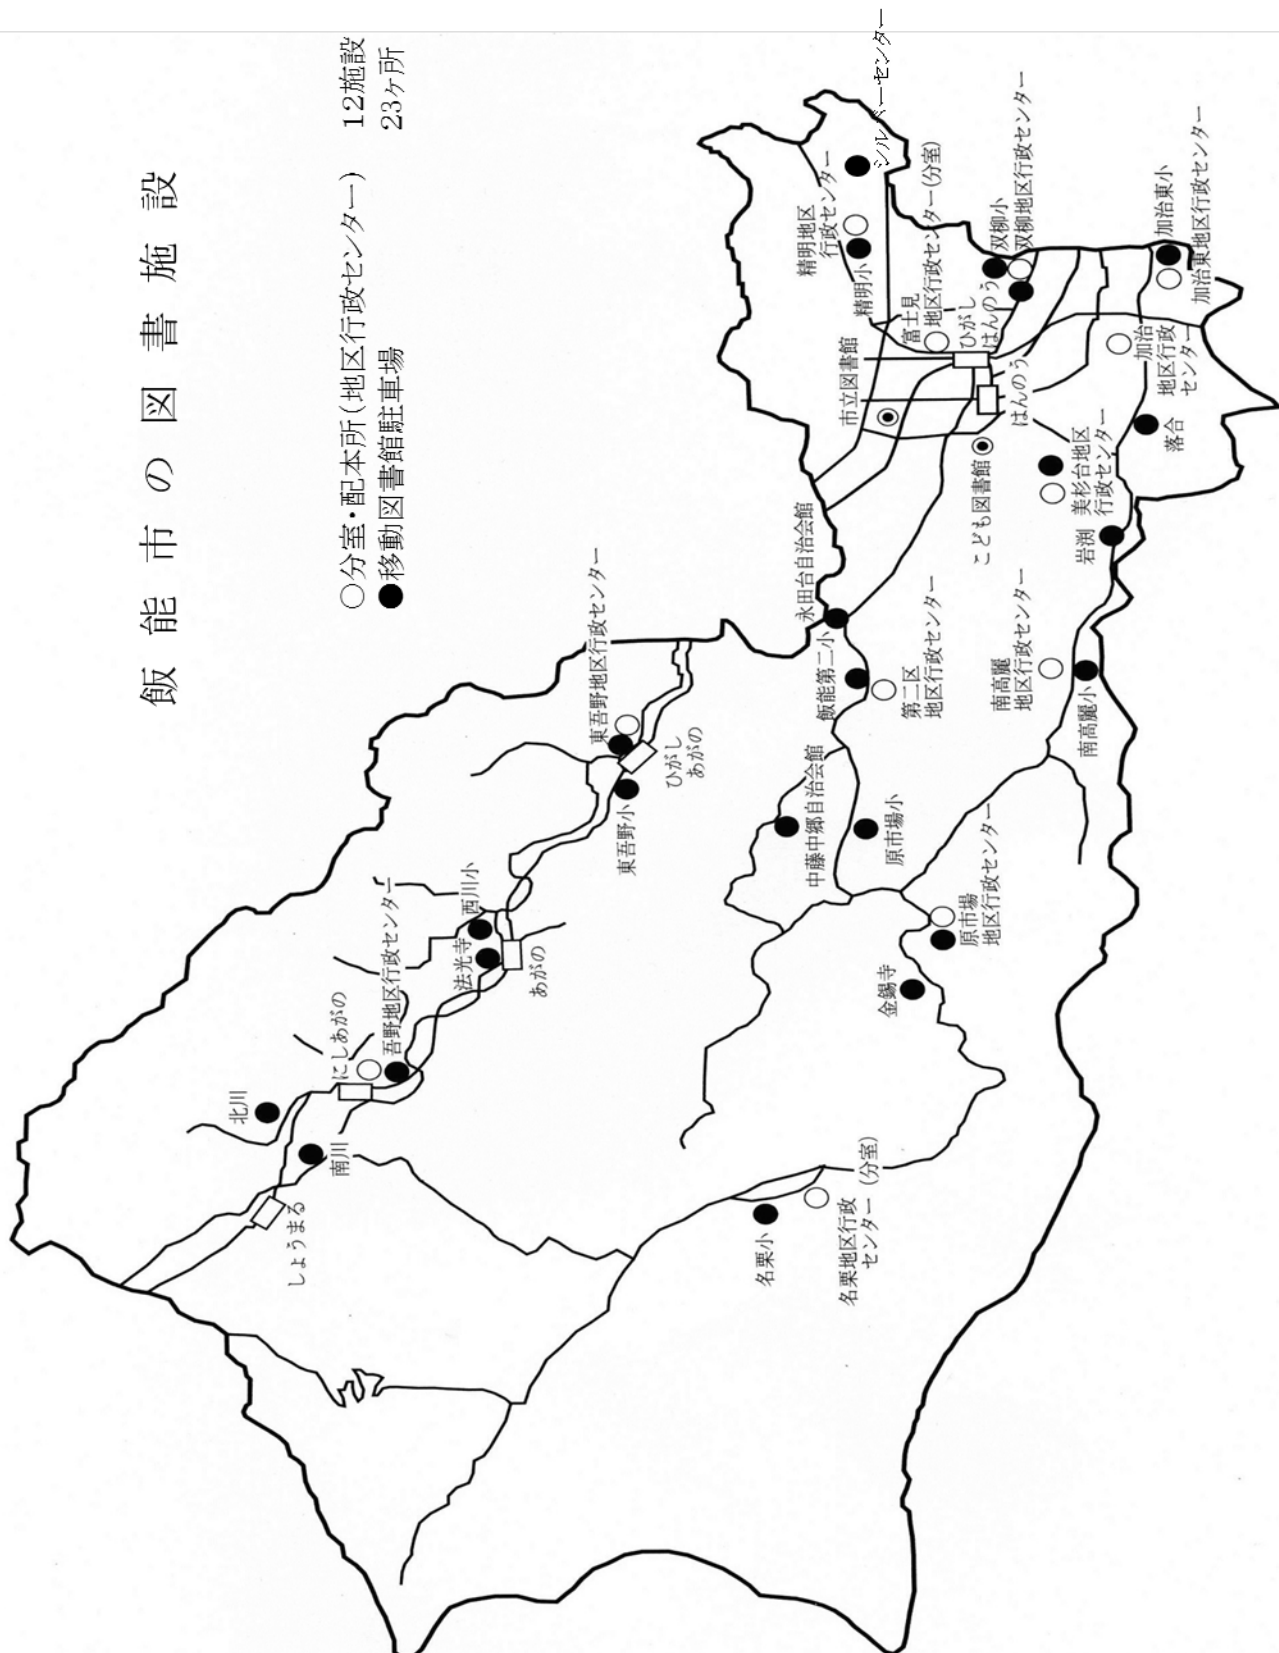 飯能市の図書施設
○分室・配本所(地区行政センター) 12施設
●移動図書館駐車場 23ヶ所
シルバーセンター
精明地区
行政センター
精明小
富士見
地区行政センター(分室)
双柳小
双柳地区行政センター
加治東小
加治東地区行政センター
ひがし
はんのう
市立図書館
はんのう
加治
地区行政
センター
落合
こども図書館
美杉台地区
行政センター
岩渕
永田台自治会館
飯能第二小
第二区
地区行政センター
南高麗
地区行政センター
南高麗小
東吾野地区行政センター
ひがし
あがの
東吾野小
中藤中郷自治会館
原市場小
原市場
地区行政センター
金錫寺
西川小
法光寺
あがの
吾野地区行政センター
にしあがの
北川
南川
しょうまる
名栗小
名栗地区行政
センター(分室)